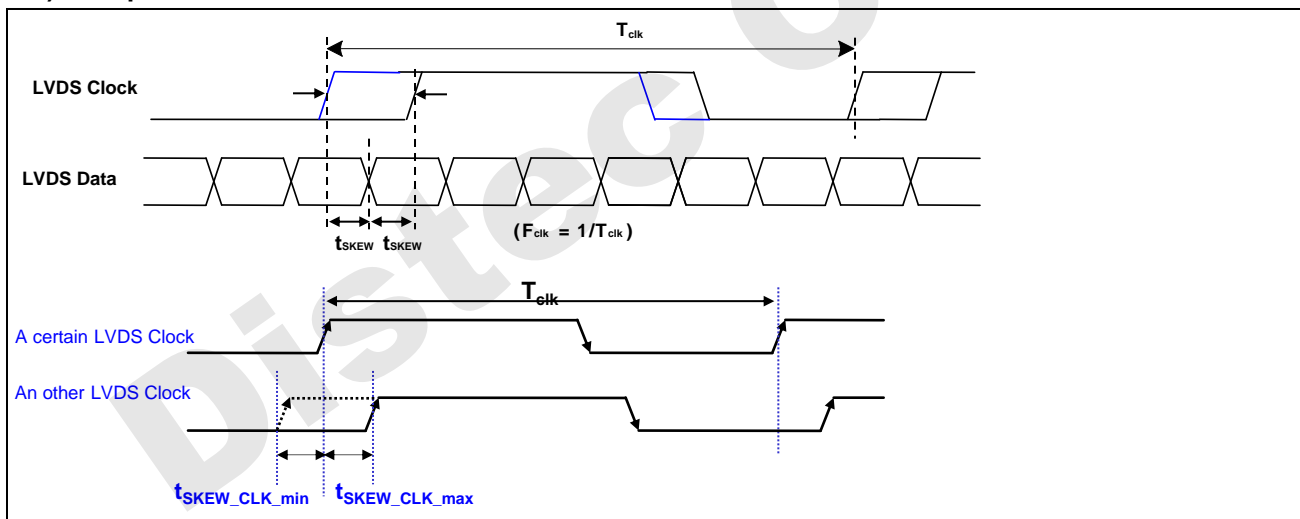 Tclk
LVDS Clock
LVDS Data
tSKEW tSKEW
(Fclk = 1/Tclk)
Tclk
A certain LVDS Clock
An other LVDS Clock
tSKEW_CLK_min tSKEW_CLK_max
Distec